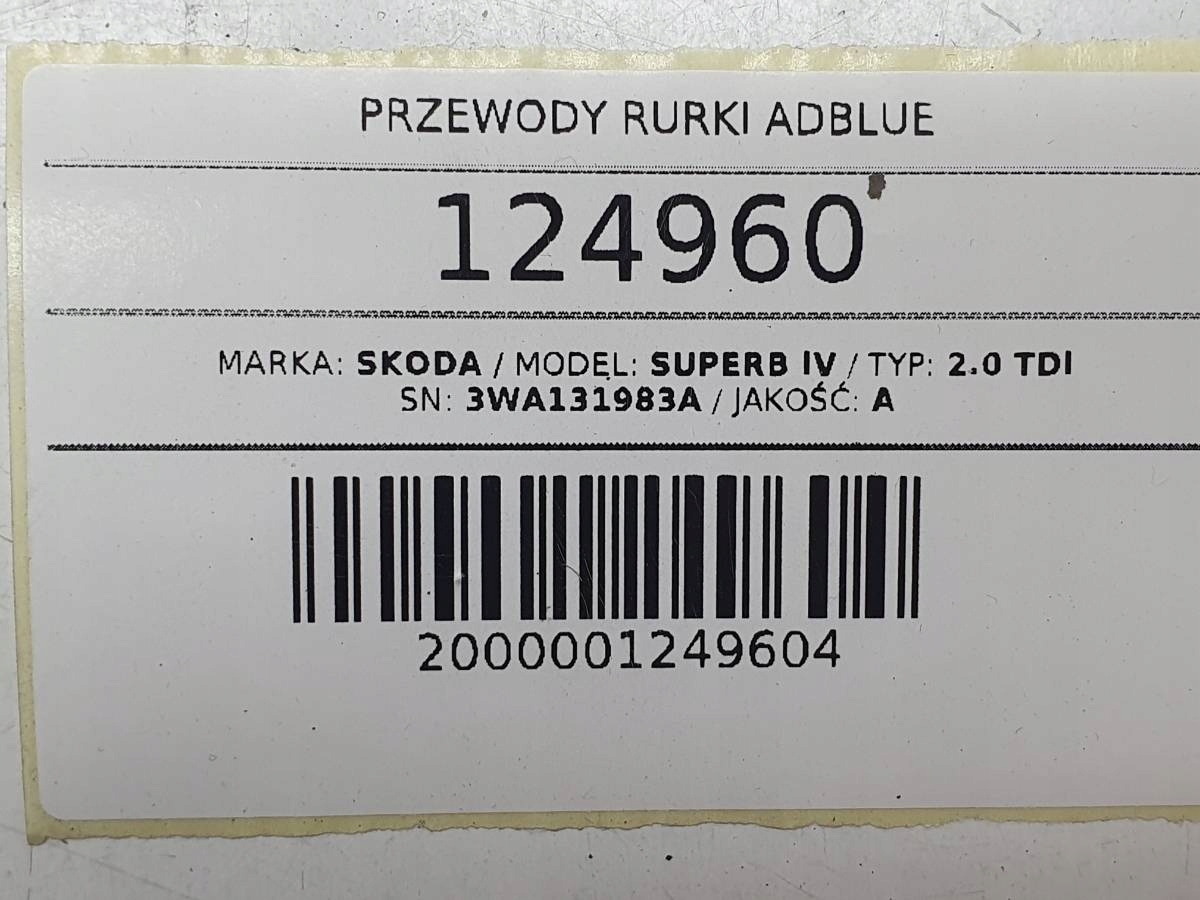 PRZEWODY RURKI ADBLUE
124960
MARKA: SKODA / MODEL: SUPERB IV / TYP: 2.0 TDI
SN: 3WA131983A / JAKOŚĆ: A
2000001249604